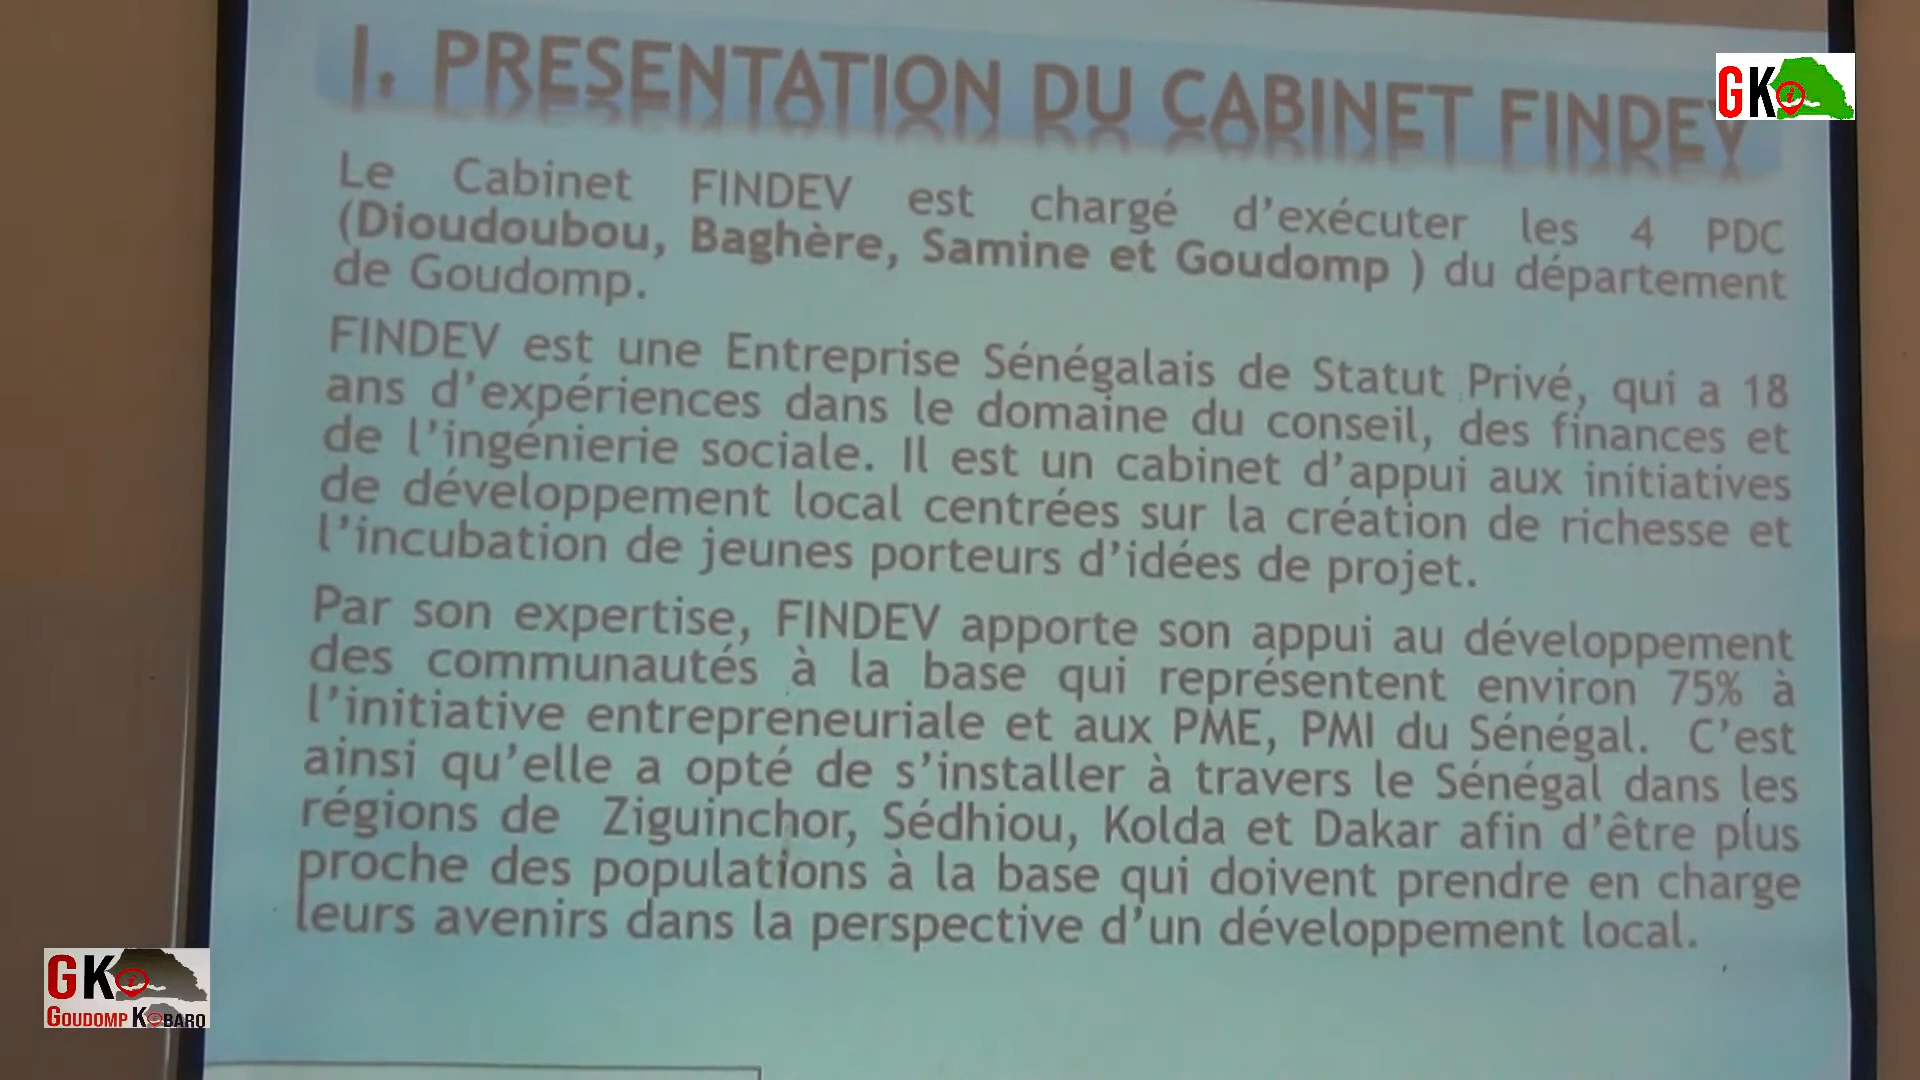 I. PRESENTATION DU CABINET FINDEV
GK
Le Cabinet FINDEV est chargé d'exécuter les 4 PDC
(Dioudoubou, Baghère, Samine et Goudomp ) du département
de Goudomp.
FINDEV est une Entreprise Sénégalais de Statut Privé, qui a 18
ans d'expériences dans le domaine du conseil, des finances et
de l'ingénierie sociale. Il est un cabinet d'appui aux initiatives
de développement local centrées sur la création de richesse et
l'incubation de jeunes porteurs d'idées de projet.
Par son expertise, FINDEV apporte son appui au développement
des communautés à la base qui représentent environ 75% à
l'initiative entrepreneuriale et aux PME, PMI du Sénégal. C'est
ainsi qu'elle a opté de s'installer à travers le Sénégal dans les
régions de Ziguinchor, Sédhiou, Kolda et Dakar afin d'être plus
proche des populations à la base qui doivent prendre en charge
leurs avenirs dans la perspective d'un développement local.
GK
GOUDOMP KOBARO